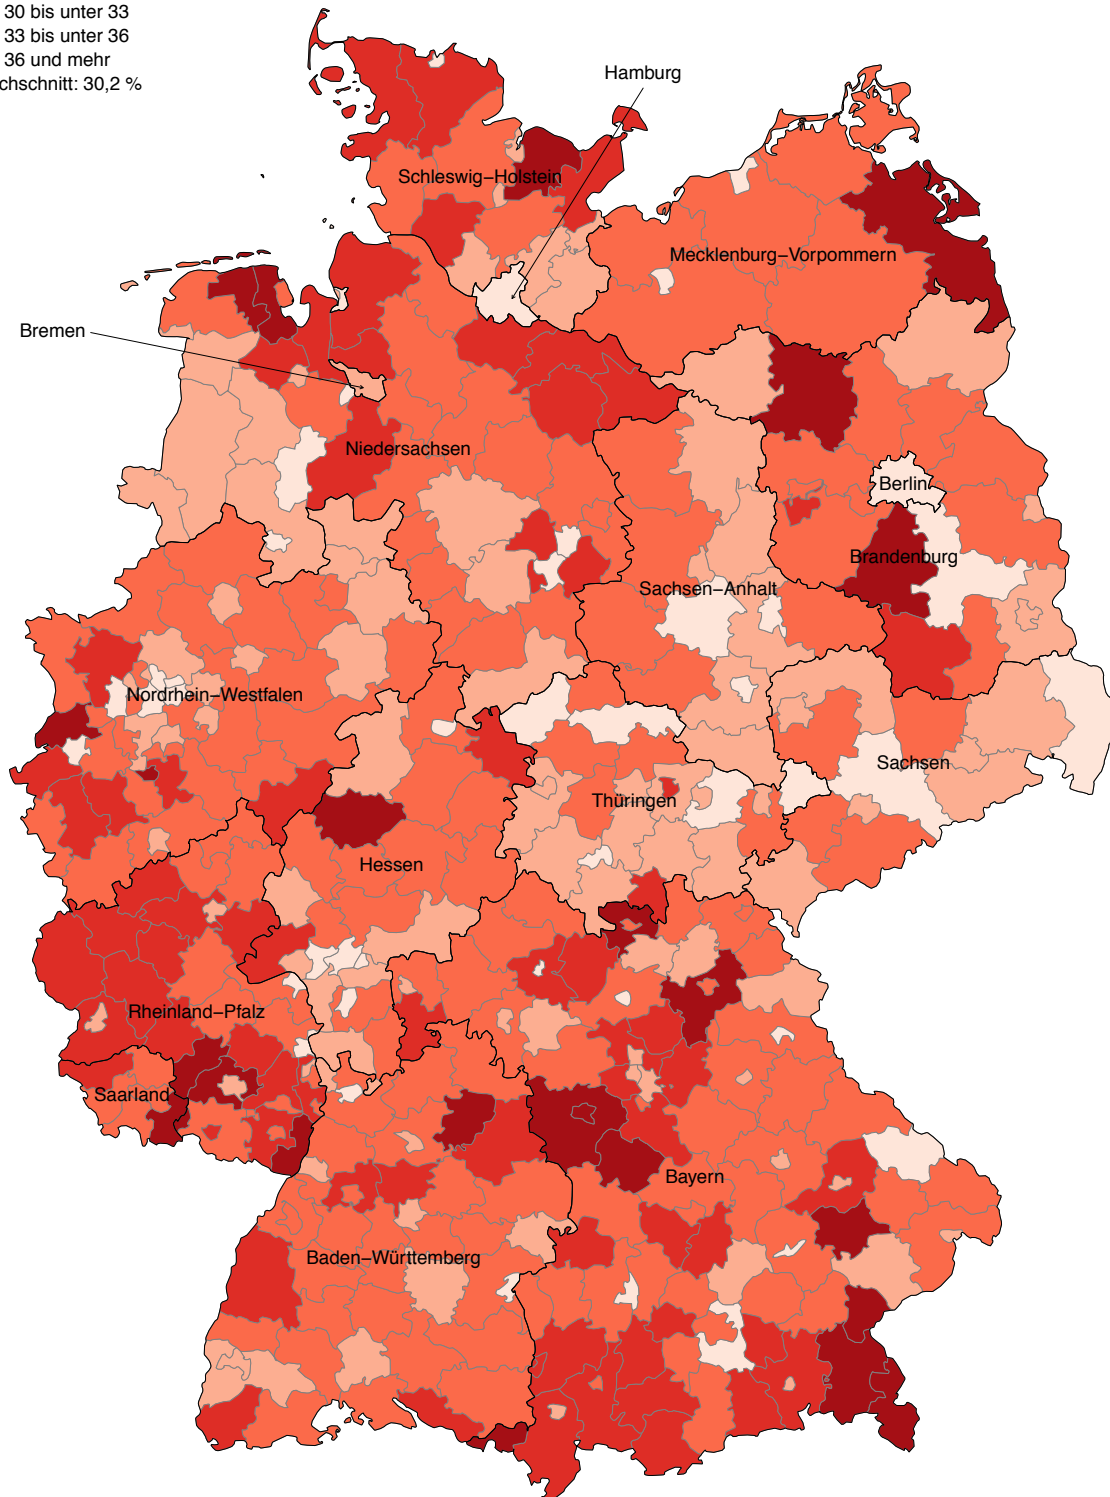 30 bis unter 33
33 bis unter 36
36 und mehr
chschnitt: 30,2 %
Hamburg
Schleswig−Holstein
Mecklenburg−Vorpommern
Bremen
Niedersachsen
Berlin
Brandenburg
Sachsen−Anhalt
Nordrhein−Westfalen
Sachsen
Thüringen
Hessen
Rheinland−Pfalz
Saarland
Bayern
Baden−Württemberg